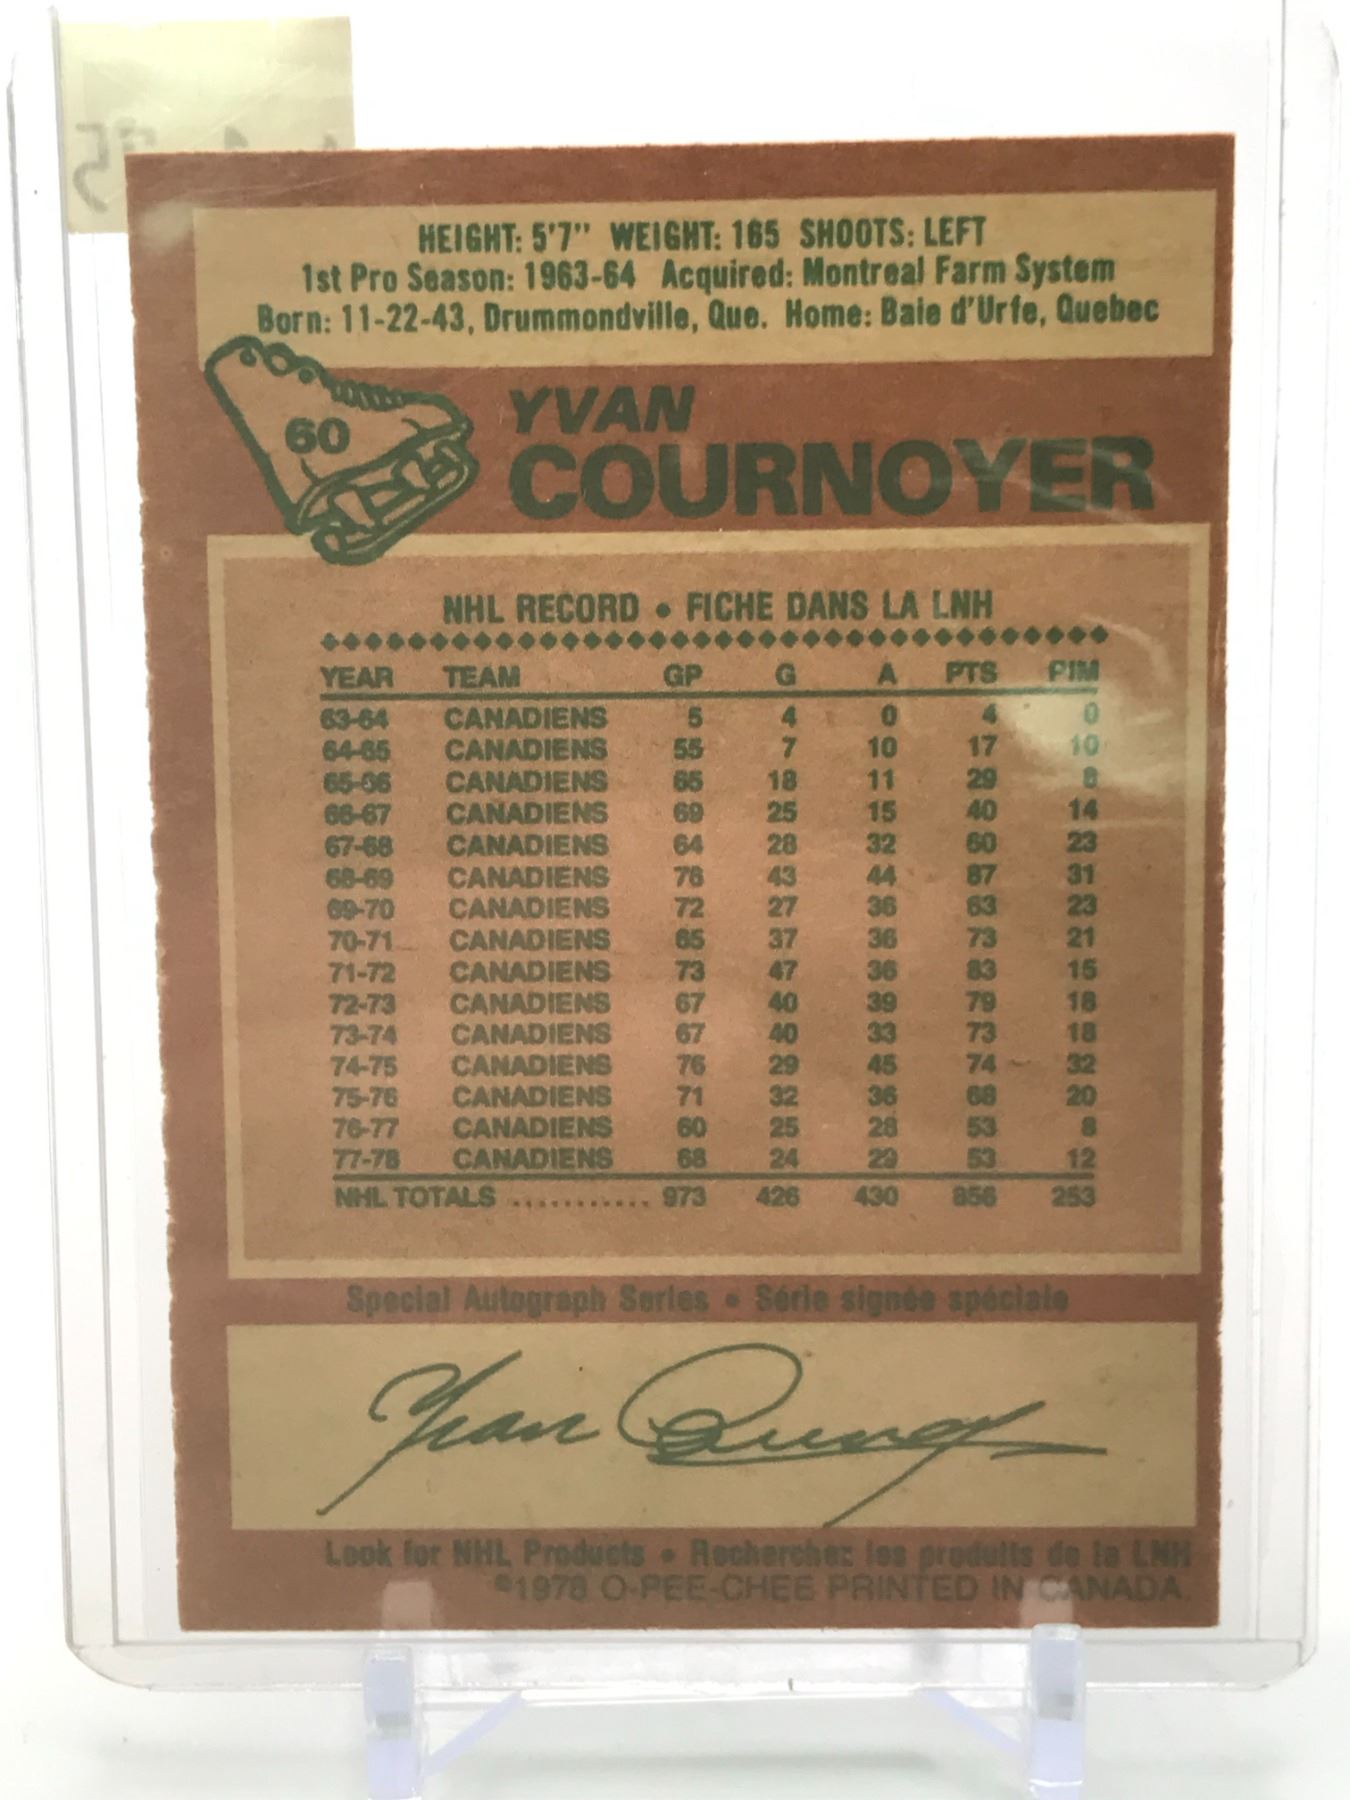 HEIGHT: 5'7" WEIGHT: 165 SHOOTS: LEFT
1st Pro Season: 1963-64 Acquired: Montreal Farm System
Born: 11-22-43, Drummondville, Que. Home: Baie d'Urfe, Quebec
60
YVAN
COURNOYER
NHL RECORD • FICHE DANS LA LNH
YEAR TEAM GP G A PTS PIM
63-64 CANADIENS 5 4 0 4 0
64-65 CANADIENS 55 7 10 17 10
65-66 CANADIENS 65 18 11 29 8
66-67 CANADIENS 69 25 15 40 14
67-68 CANADIENS 64 28 32 60 23
68-69 CANADIENS 76 43 44 87 31
69-70 CANADIENS 72 27 36 63 23
70-71 CANADIENS 65 37 36 73 21
71-72 CANADIENS 73 47 36 83 15
72-73 CANADIENS 67 40 39 79 18
73-74 CANADIENS 67 40 33 73 18
74-75 CANADIENS 76 29 45 74 32
75-76 CANADIENS 71 32 36 68 20
76-77 CANADIENS 60 25 28 53 8
77-78 CANADIENS 68 24 29 53 12
NHL TOTALS ............ 973 426 430 856 253
Special Autograph Series • Série signée spéciale
Yvan Cournoyer
Look for NHL Products • Recherchez les produits de la LNH
©1978 O-PEE-CHEE PRINTED IN CANADA.